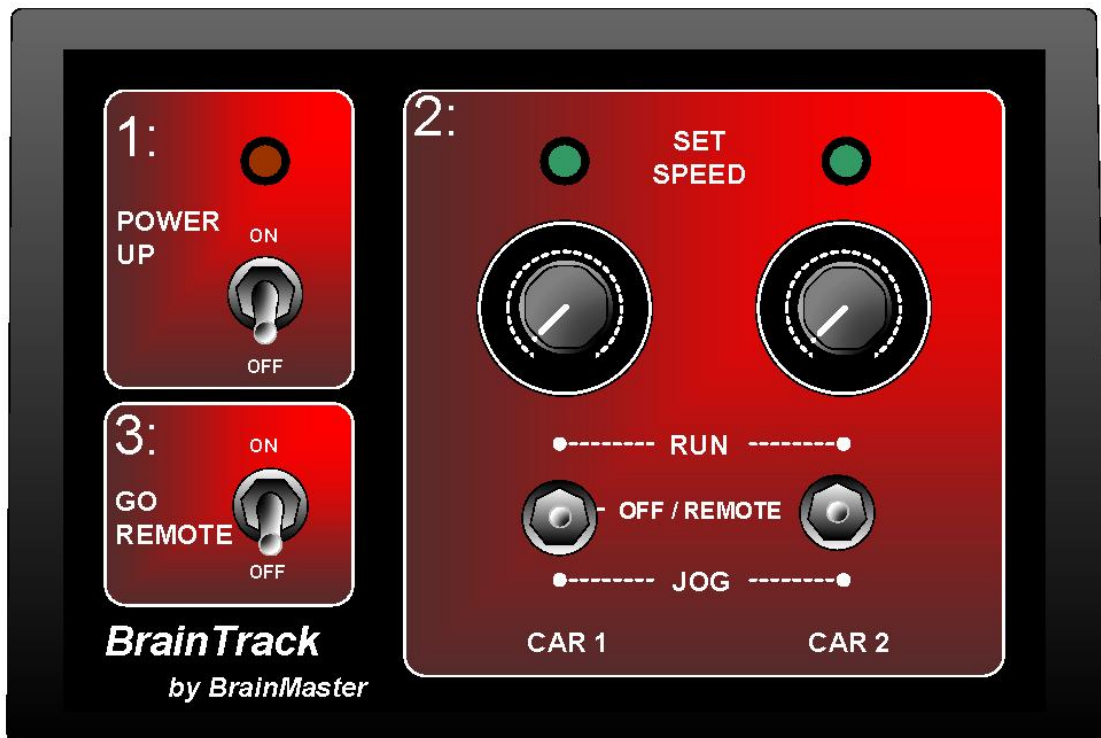 1:
POWER
UP
ON
OFF
2:
SET
SPEED
RUN
OFF / REMOTE
JOG
CAR 1
CAR 2
3:
GO
REMOTE
ON
OFF
BrainTrack
by BrainMaster